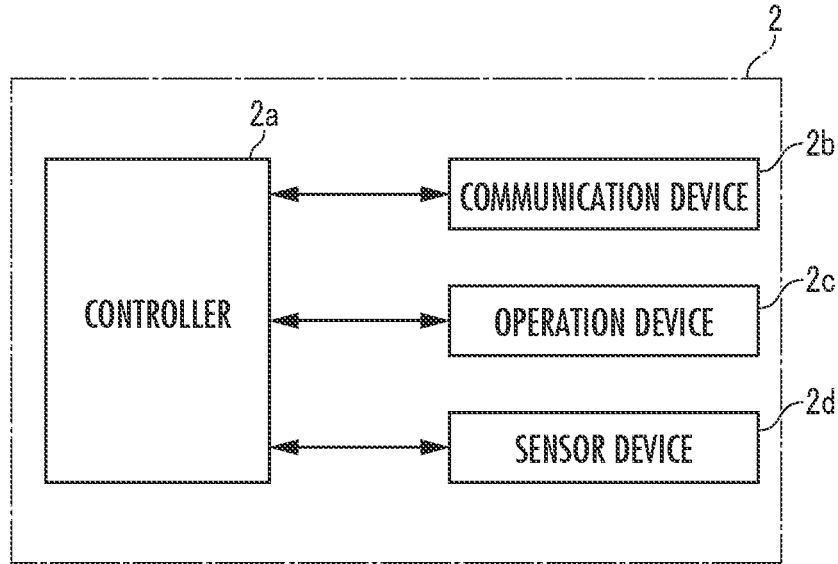 2
2a
2b
COMMUNICATION DEVICE
CONTROLLER
2c
OPERATION DEVICE
2d
SENSOR DEVICE